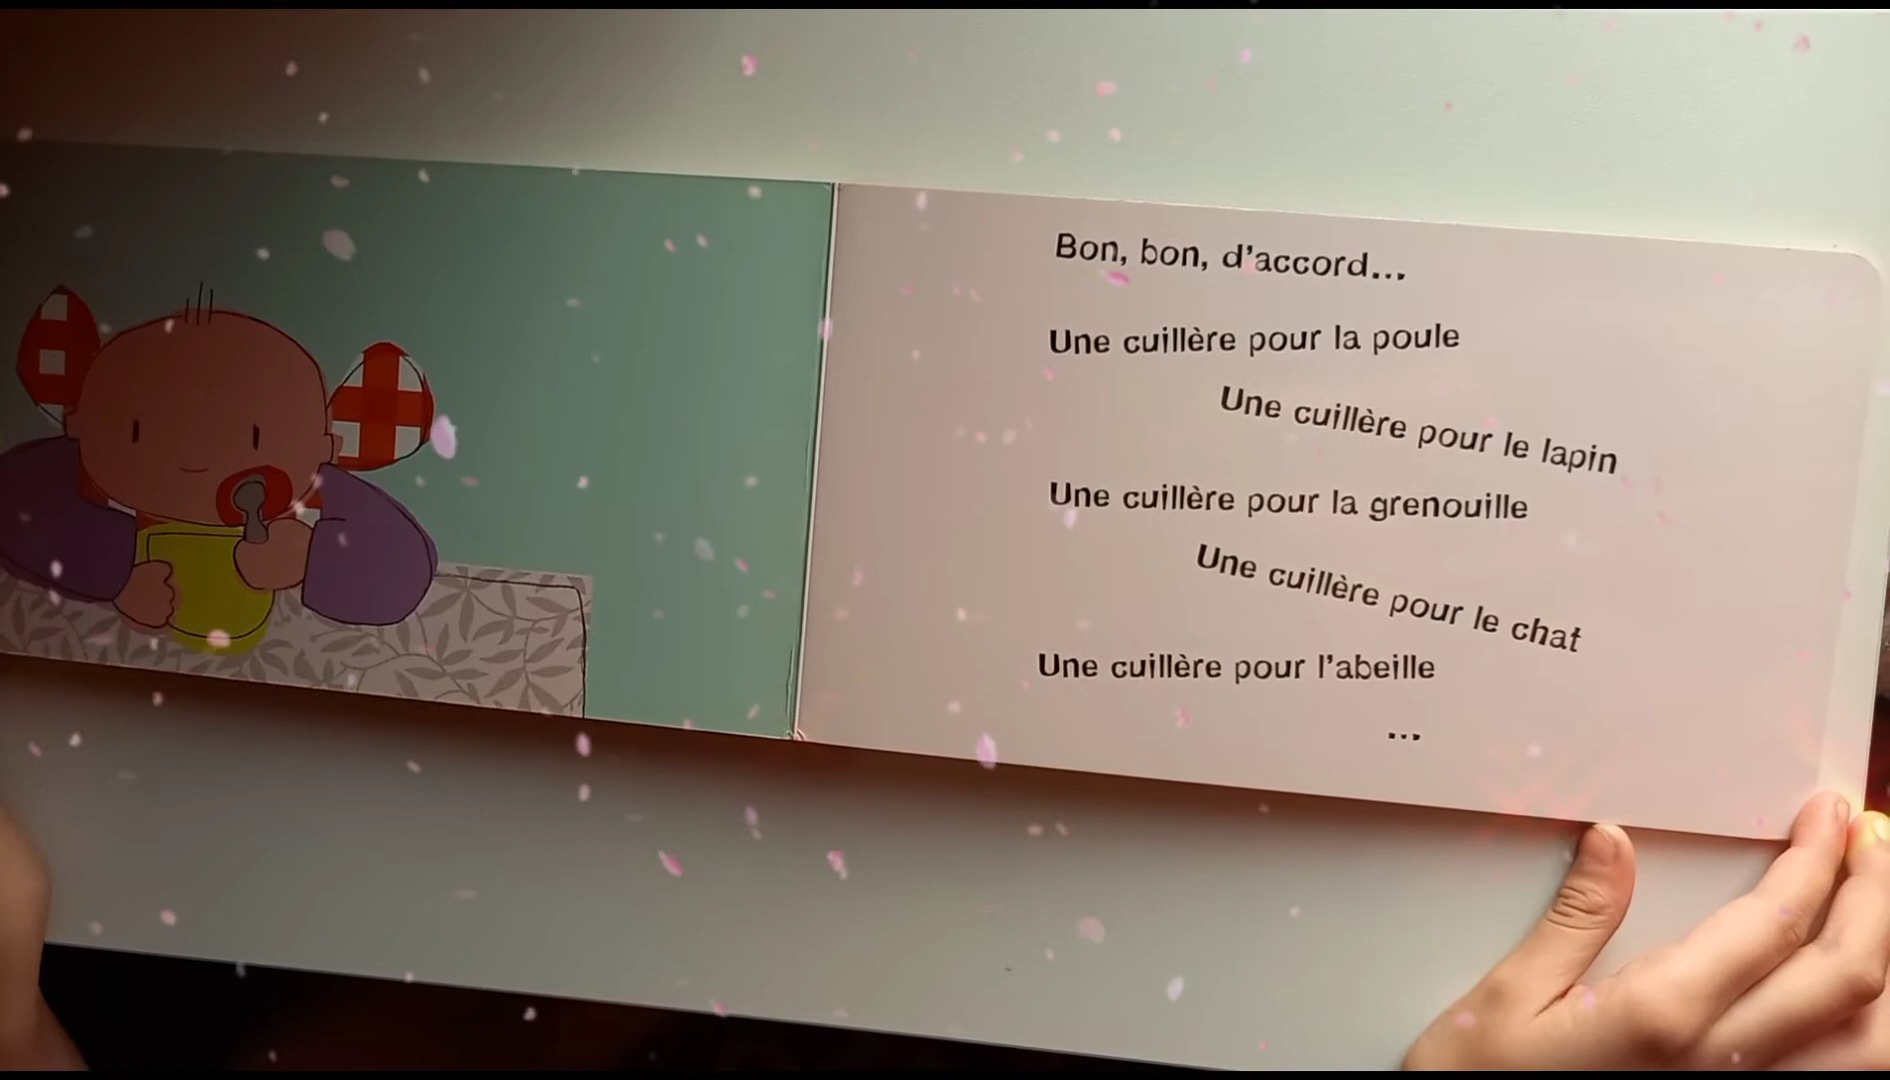 Bon, bon, d'accord...
Une cuillère pour la poule
Une cuillère pour le lapin
Une cuillère pour la grenouille
Une cuillère pour le chat
Une cuillère pour l'abeille
...